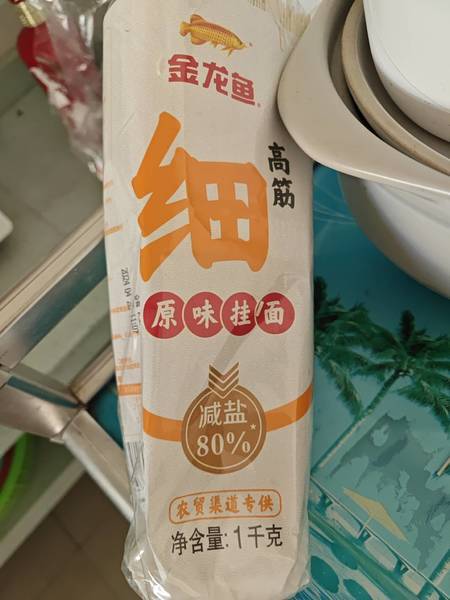 金龙鱼
细
高筋
原味挂面
减盐
80%*
农贸渠道专供
净含量:1千克